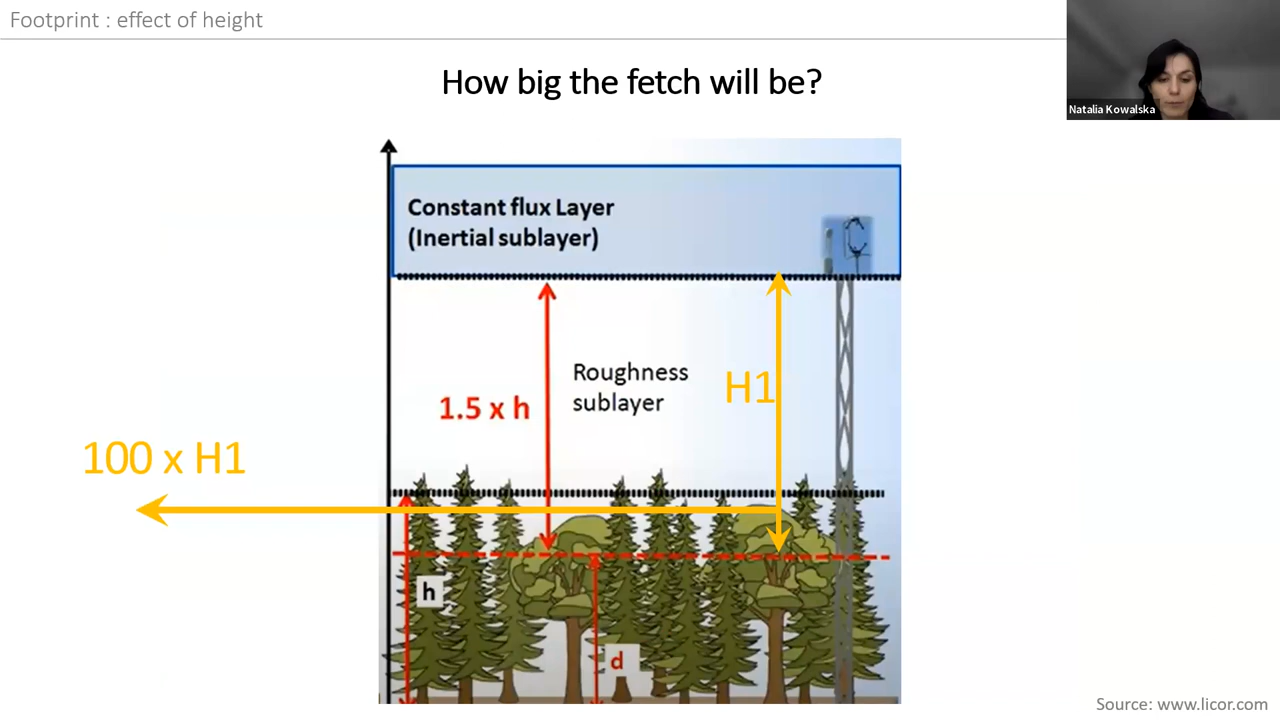 Footprint : effect of height
Natalia Kowalska
How big the fetch will be?
Constant flux Layer
(Inertial sublayer)
Roughness
sublayer
H1
1.5 x h
100 x H1
h
d
Source: www.licor.com